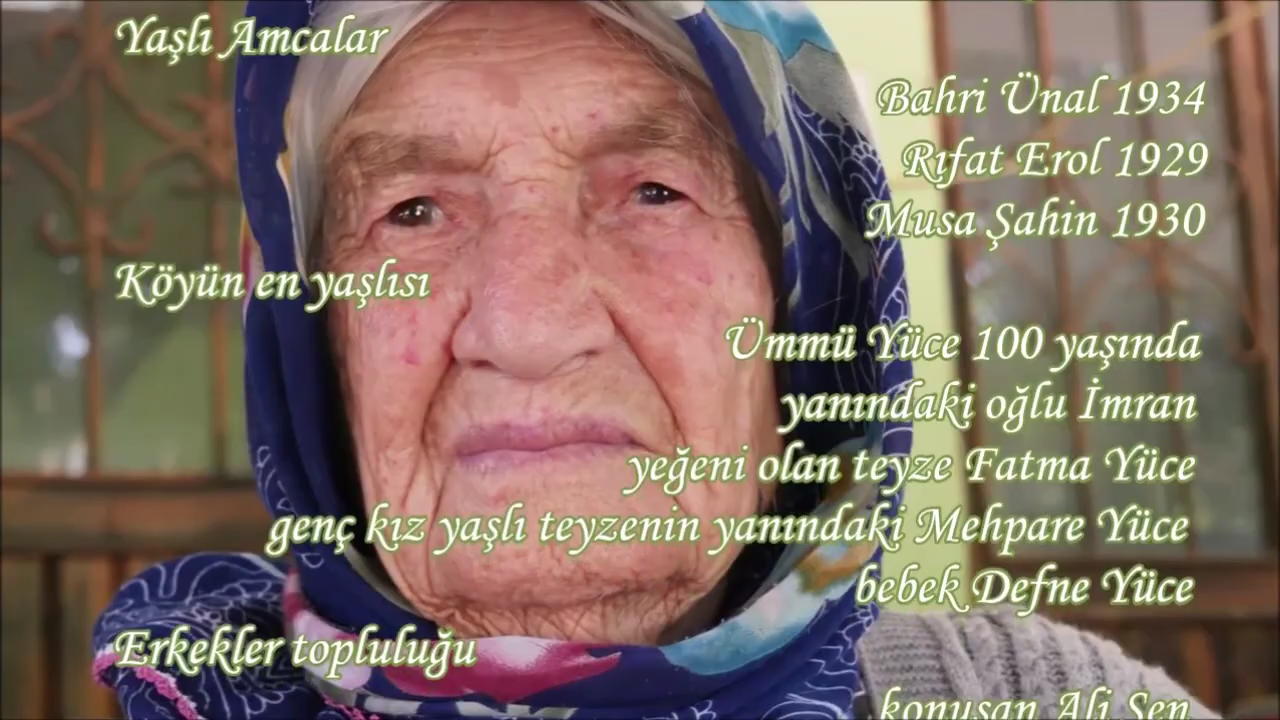 Yaşlı Amcalar
Bahri Ünal 1934
Rıfat Erol 1929
Musa Şahin 1930
Köyün en yaşlısı
Ümmü Yüce 100 yaşında
yanındaki oğlu İmran
yeğeni olan teyze Fatma Yüce
genç kız yaşlı teyzenin yanındaki Mehpare Yüce
bebek Defne Yüce
Erkekler topluluğu
konuşan Ali Şen